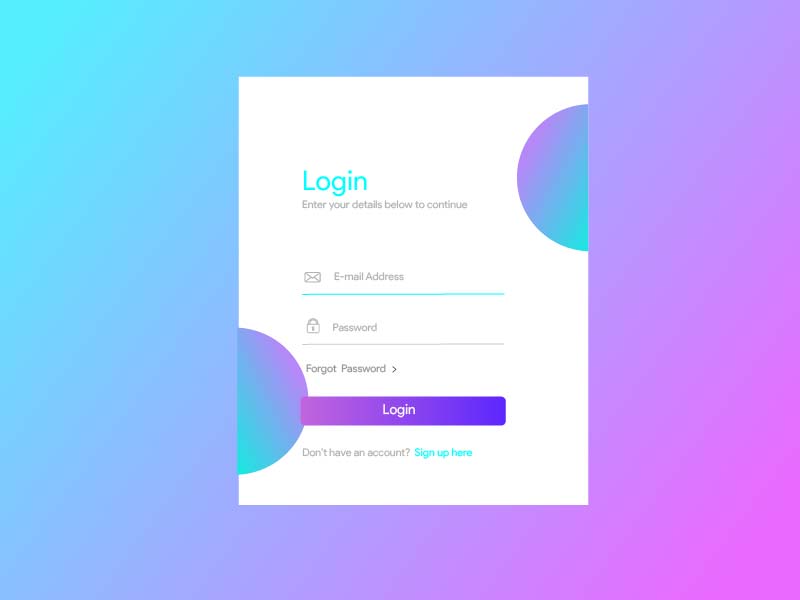 Login
Enter your details below to continue
E-mail Address
Password
Forgot Password >
Login
Don't have an account? Sign up here